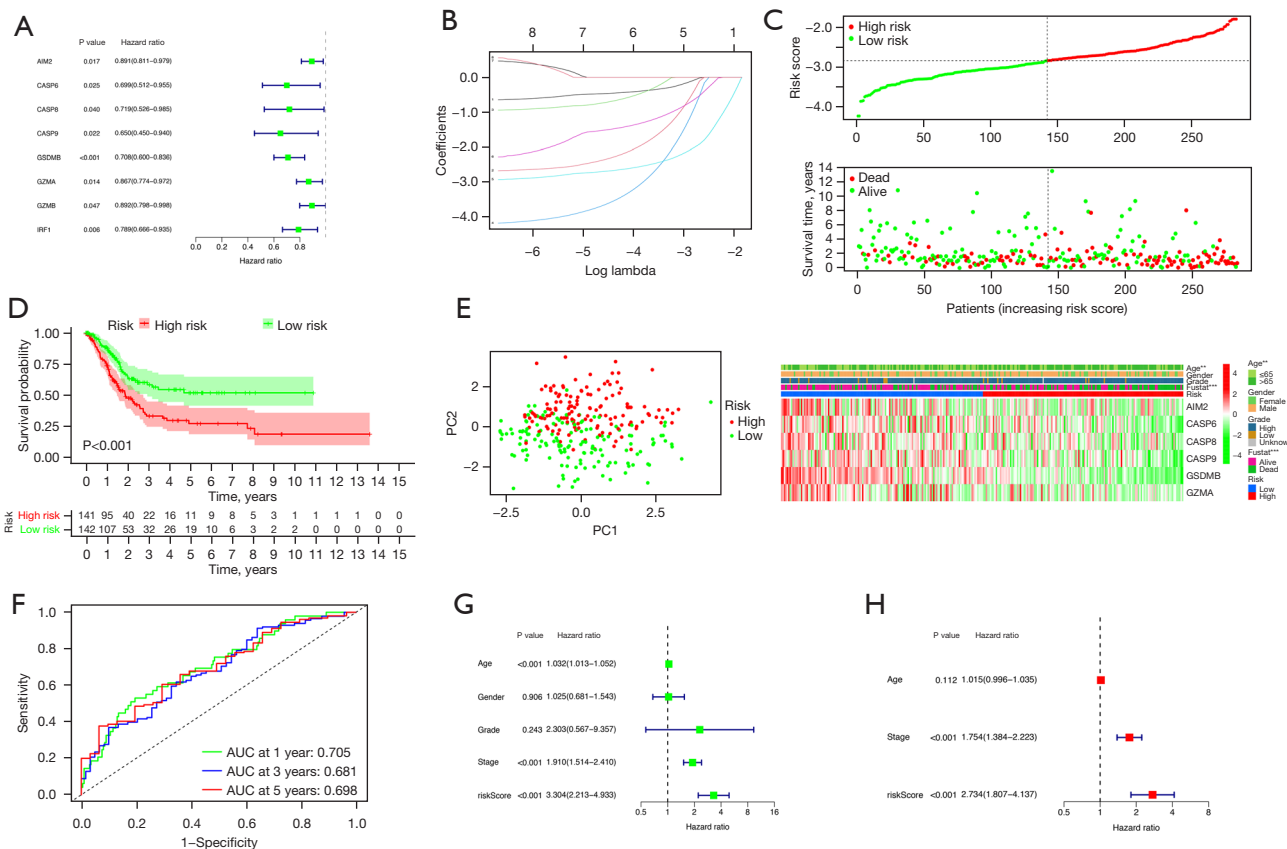 A
P value Hazard ratio
AIM2 0.017 0.891(0.811−0.979)
CASP6 0.025 0.699(0.512−0.955)
CASP8 0.040 0.719(0.526−0.985)
CASP9 0.022 0.650(0.450−0.940)
GSDMB <0.001 0.708(0.600−0.836)
GZMA 0.014 0.867(0.774−0.972)
GZMB 0.047 0.892(0.798−0.998)
IRF1 0.006 0.789(0.666−0.935)
0.0 0.2 0.4 0.6 0.8
Hazard ratio
B
8 7 6 5 4 1
0.0
−1.0
−2.0
−3.0
−4.0
Coefficients
−6 −5 −4 −3 −2
Log lambda
C
High risk
Low risk
−2.0
−3.0
−4.0
Risk score
0 50 100 150 200 250
Dead
Alive
14
12
10
8
6
4
2
0
Survival time, years
0 50 100 150 200 250
Patients (increasing risk score)
D
Risk High risk Low risk
1.00
0.75
0.50
0.25
0.00
Survival probability
P<0.001
0 1 2 3 4 5 6 7 8 9 10 11 12 13 14 15
Time, years
Risk
High risk 141 95 40 22 16 11 9 8 5 3 1 1 1 1 0 0
Low risk 142 107 53 32 26 19 10 6 3 2 2 0 0 0 0 0
0 1 2 3 4 5 6 7 8 9 10 11 12 13 14 15
Time, years
E
2
0
−2
PC2
−2.5 0.0 2.5
PC1
Risk
High
Low
Age**
Gender
Grade
Fustat***
Risk
AIM2
CASP6
CASP8
CASP9
GSDMB
GZMA
4
2
0
−2
−4
Age**
≤65
>65
Gender
Female
Male
Grade
High
Low
Unknow
Fustat***
Alive
Dead
Risk
Low
High
F
1.0
0.8
0.6
0.4
0.2
0.0
Sensitivity
AUC at 1 year: 0.705
AUC at 3 years: 0.681
AUC at 5 years: 0.698
0.0 0.2 0.4 0.6 0.8 1.0
1−Specificity
G
P value Hazard ratio
Age <0.001 1.032(1.013−1.052)
Gender 0.906 1.025(0.681−1.543)
Grade 0.243 2.303(0.567−9.357)
Stage <0.001 1.910(1.514−2.410)
riskScore <0.001 3.304(2.213−4.933)
0.5 1 2 4 8 16
Hazard ratio
H
P value Hazard ratio
Age 0.112 1.015(0.996−1.035)
Stage <0.001 1.754(1.384−2.223)
riskScore <0.001 2.734(1.807−4.137)
0.5 1 2 4 8
Hazard ratio